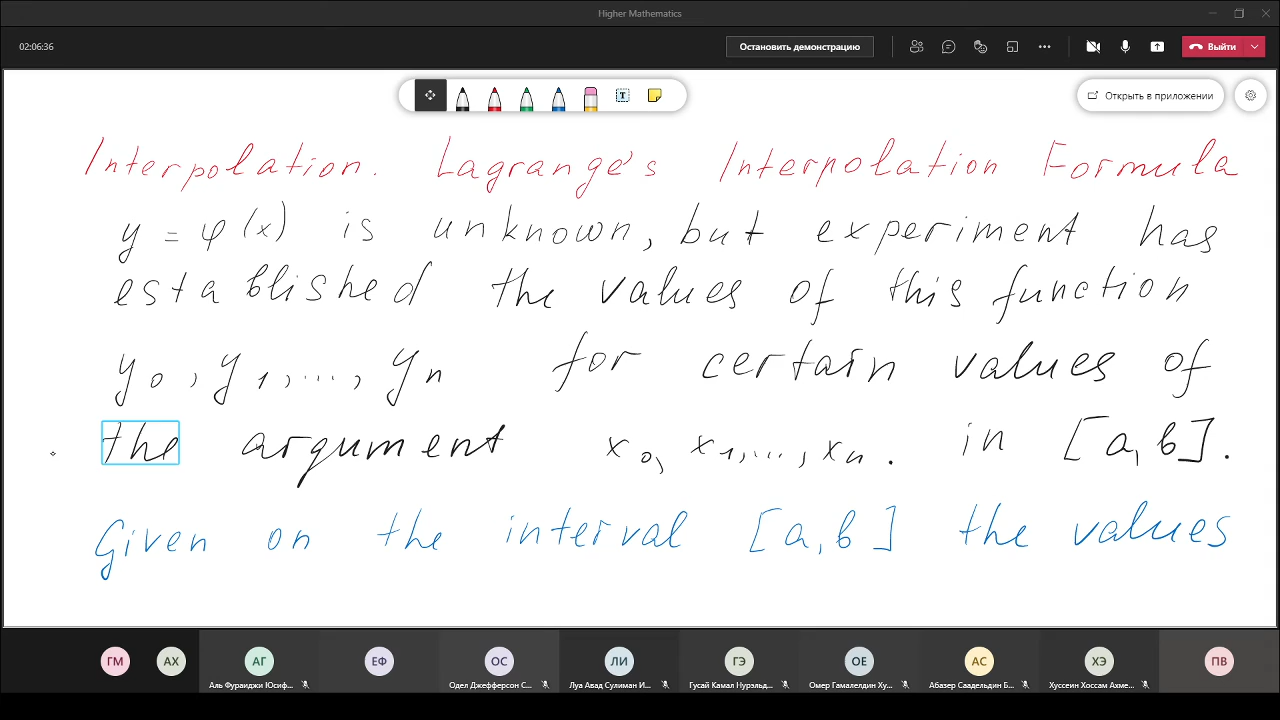 Higher Mathematics
02:06:36
Остановить демонстрацию
Выйти
T
Открыть в приложении
Interpolation. Lagrange's Interpolation Formula
y = φ(x) is unknown, but experiment has
established the values of this function
y₀, y₁, ..., yₙ for certain values of
the argument x₀, x₁, ..., xₙ. in [a, b].
Given on the interval [a, b] the values
ГМ АХ АГ ЕФ ОС ЛИ ГЭ ОЕ АС ХЭ ПВ
Аль Фураиджи Юсиф... Одел Джефферсон С... Луа Авад Сулиман И... Гусай Камал Нурэльд... Омер Гамалелдин Ху... Абазер Саадельдин Б... Хуссеин Хоссам Ахме...